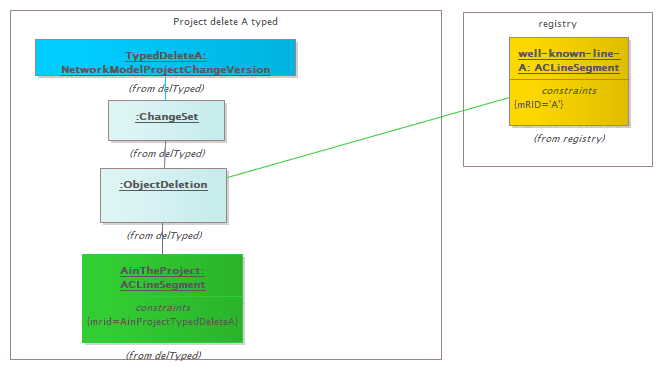 Project delete A typed
TypedDeleteA:
NetworkModelProjectChangeVersion
(from delTyped)
:ChangeSet
(from delTyped)
:ObjectDeletion
(from delTyped)
AinTheProject:
ACLineSegment
constraints
{mrid=AinProjectTypedDeleteA}
(from delTyped)
registry
well-known-line-
A: ACLineSegment
constraints
{mRID='A'}
(from registry)